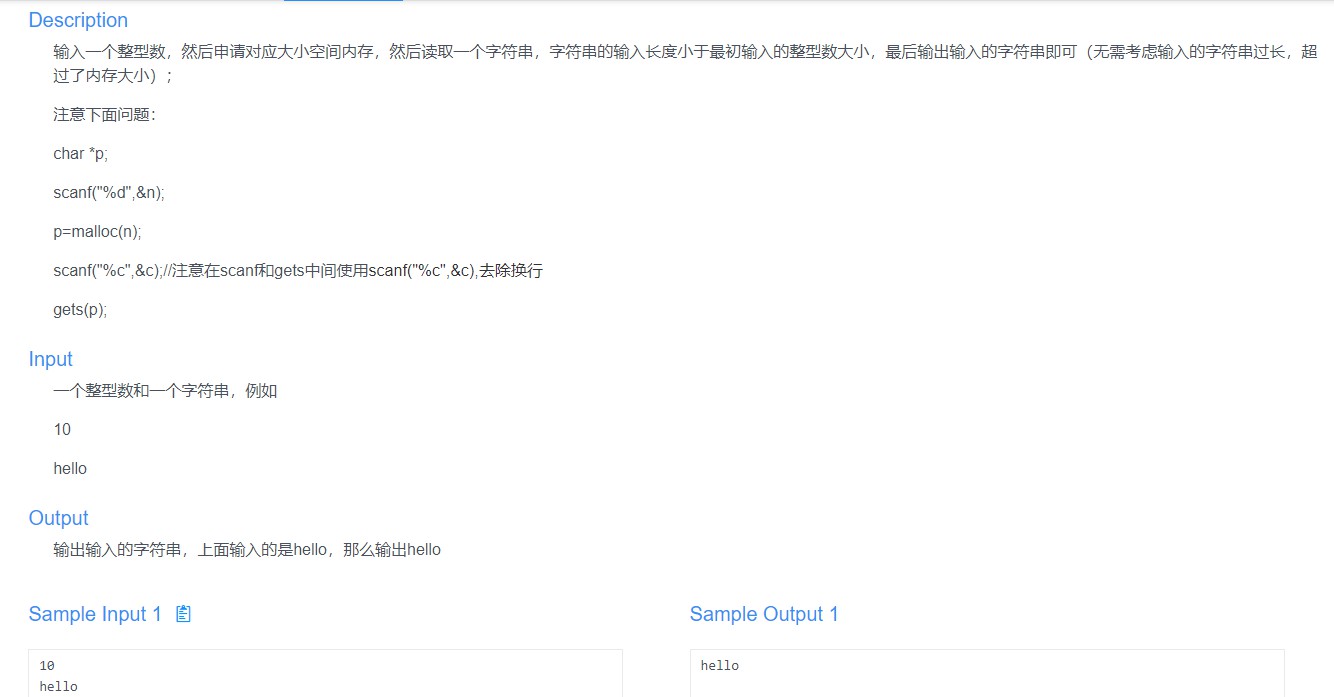 Description
输入一个整型数，然后申请对应大小空间内存，然后读取一个字符串，字符串的输入长度小于最初输入的整型数大小，最后输出输入的字符串即可（无需考虑输入的字符串过长，超
过了内存大小）；
注意下面问题：
char *p;
scanf("%d",&n);
p=malloc(n);
scanf("%c",&c);//注意在scanf和gets中间使用scanf("%c",&c),去除换行
gets(p);
Input
一个整型数和一个字符串，例如
10
hello
Output
输出输入的字符串，上面输入的是hello，那么输出hello
Sample Input 1
10
hello
Sample Output 1
hello